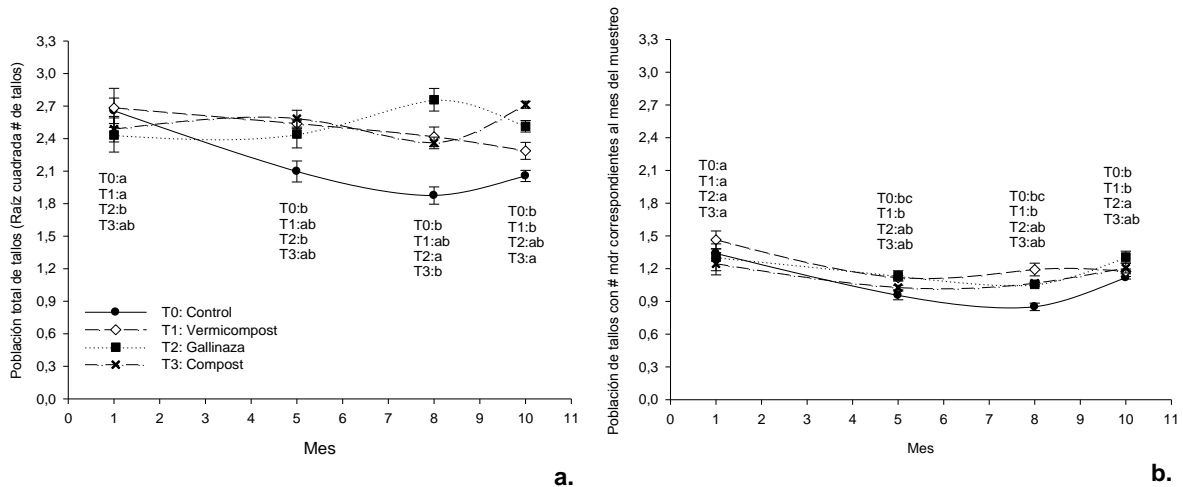 Población total de tallos (Raíz cuadrada # de tallos)
3,3
3,0
2,7
2,4
2,1
1,8
1,5
1,2
0,9
0,6
0,3
0,0
T0:a
T1:a
T2:b
T3:ab
T0:b
T1:ab
T2:b
T3:ab
T0:b
T1:ab
T2:a
T3:b
T0:b
T1:b
T2:ab
T3:a
T0: Control
T1: Vermicompost
T2: Gallinaza
T3: Compost
0 1 2 3 4 5 6 7 8 9 10 11
Mes
a.
Población de tallos con # mdr correspondientes al mes del muestreo
3,3
3,0
2,7
2,4
2,1
1,8
1,5
1,2
0,9
0,6
0,3
0,0
T0:a
T1:a
T2:a
T3:a
T0:bc
T1:b
T2:ab
T3:ab
T0:bc
T1:b
T2:ab
T3:ab
T0:b
T1:b
T2:a
T3:ab
0 1 2 3 4 5 6 7 8 9 10 11
Mes
b.